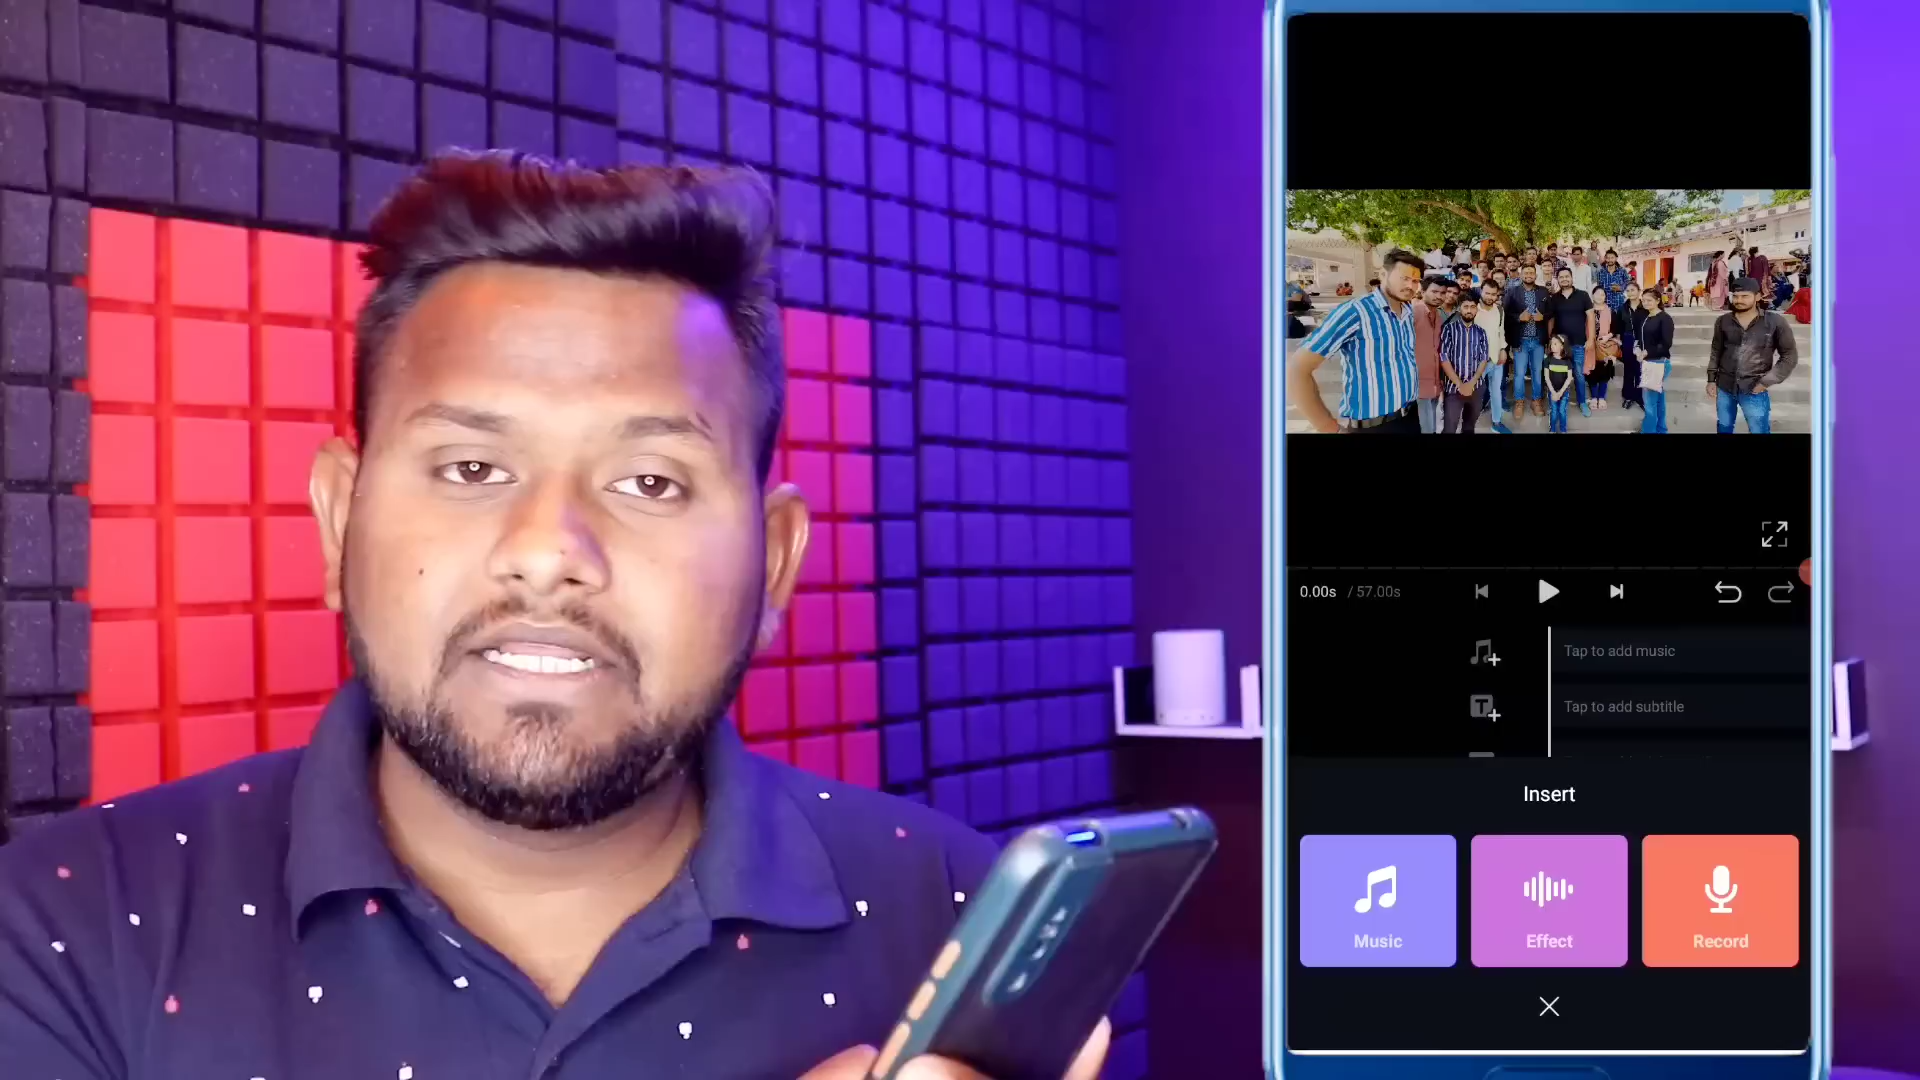 0.00s / 57.00s
Tap to add music
Tap to add subtitle
Insert
Music Effect Record